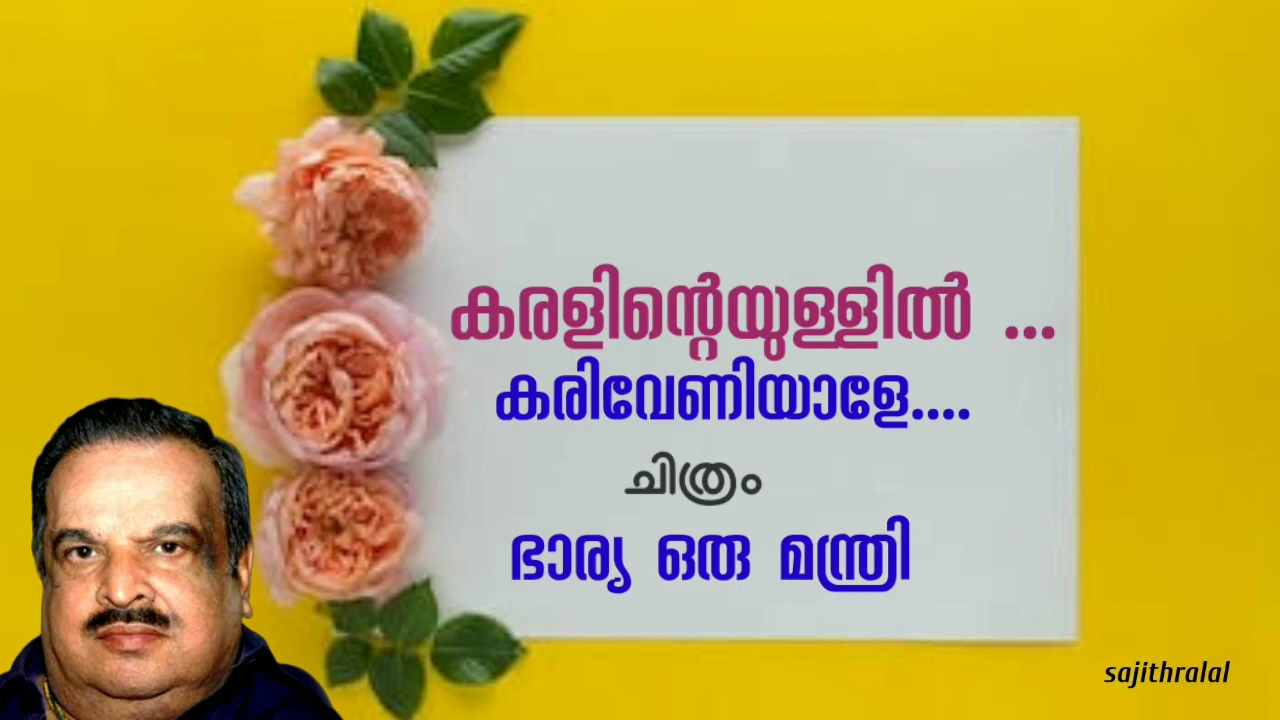 കരളിന്റെയുള്ളിൽ ...
കരിവേണിയാളേ....
ചിത്രം
ഭാര്യ ഒരു മന്ത്രി
sajithralal